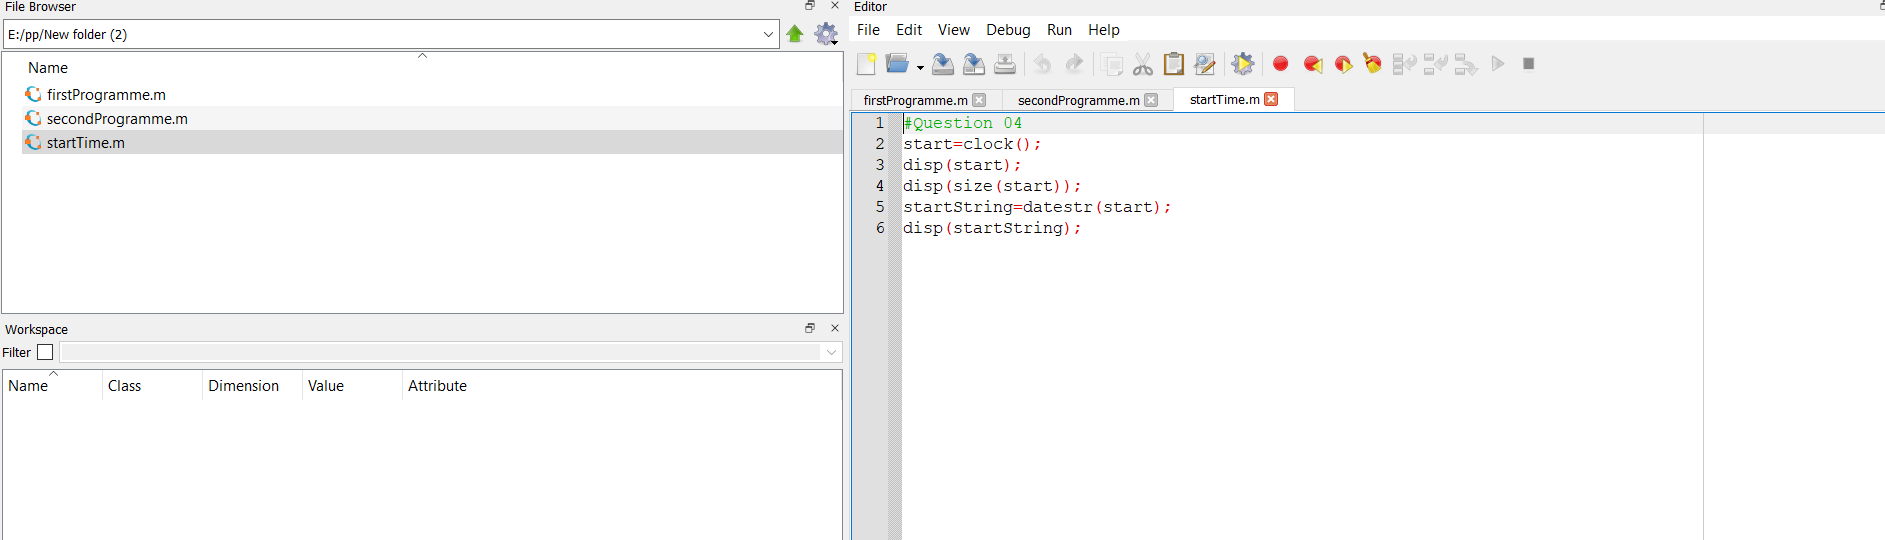 File Browser
E:/pp/New folder (2)
Name
firstProgramme.m
secondProgramme.m
startTime.m
Workspace
Filter
Name Class Dimension Value Attribute
Editor
File Edit View Debug Run Help
firstProgramme.m secondProgramme.m startTime.m
1 #Question 04
2 start=clock();
3 disp(start);
4 disp(size(start));
5 startString=datestr(start);
6 disp(startString);